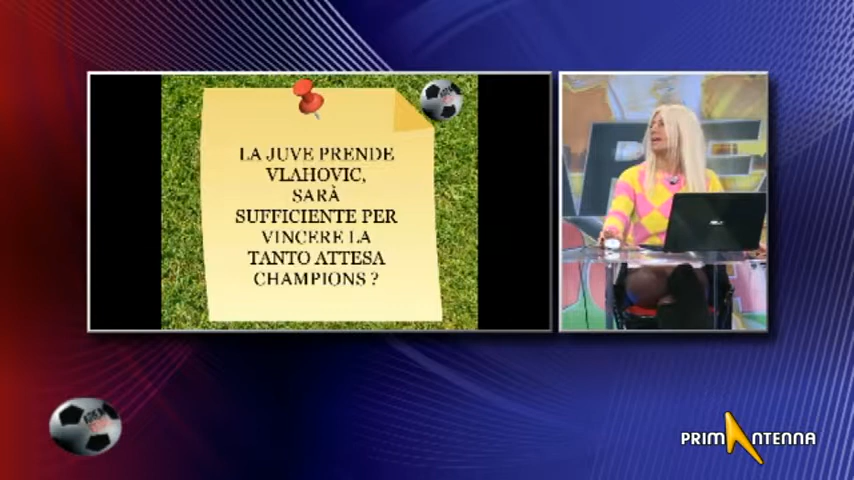 LA JUVE PRENDE
VLAHOVIC,
SARÀ
SUFFICIENTE PER
VINCERE LA
TANTO ATTESA
CHAMPIONS ?
PRIMANTENNA